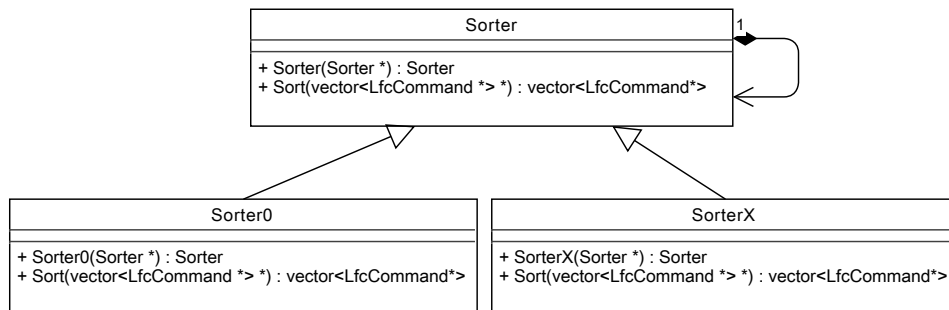 Sorter
1
+ Sorter(Sorter *) : Sorter
+ Sort(vector<LfcCommand *> *) : vector<LfcCommand*>
Sorter0
+ Sorter0(Sorter *) : Sorter
+ Sort(vector<LfcCommand *> *) : vector<LfcCommand*>
SorterX
+ SorterX(Sorter *) : Sorter
+ Sort(vector<LfcCommand *> *) : vector<LfcCommand*>